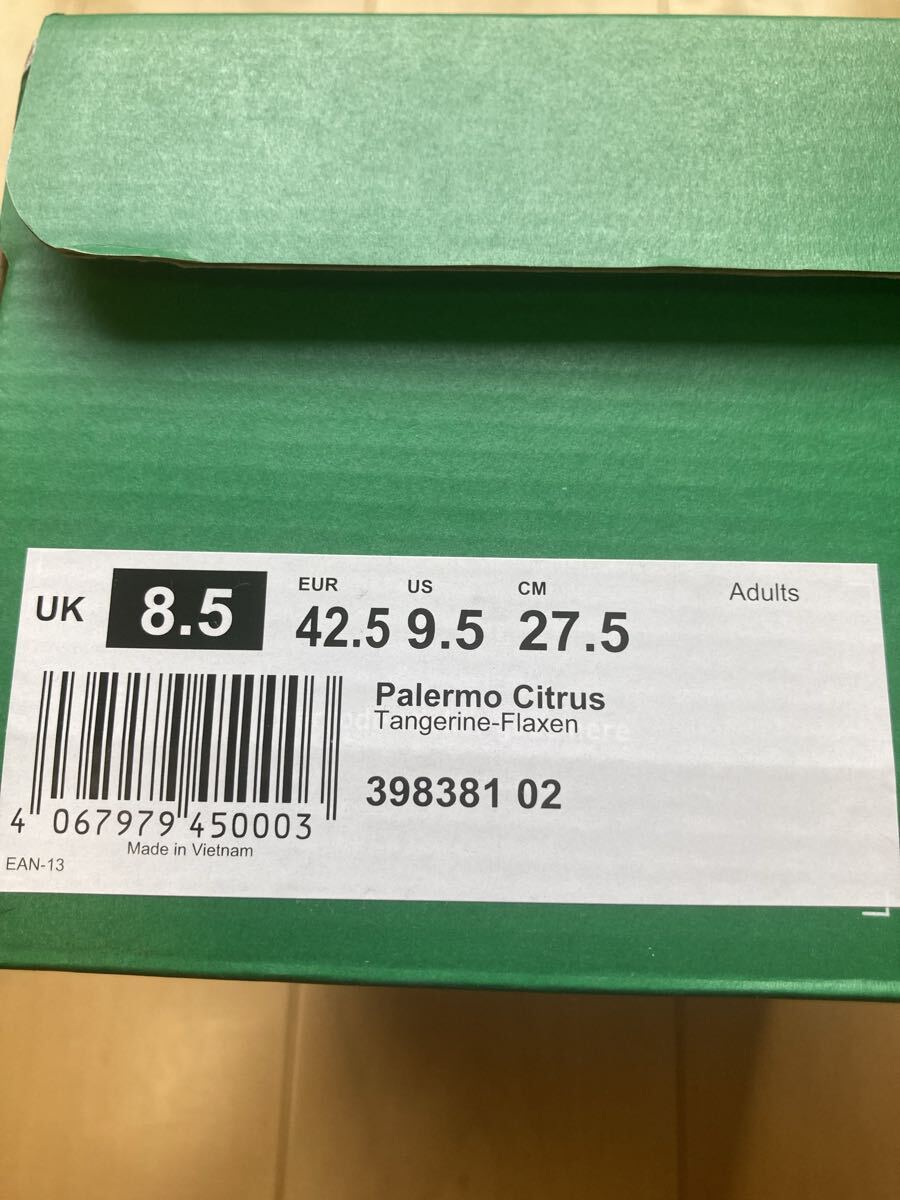 UK 8.5 EUR 42.5 US 9.5 CM 27.5 Adults
Palermo Citrus
Tangerine-Flaxen
398381 02
4 067979 450003
Made in Vietnam
EAN-13